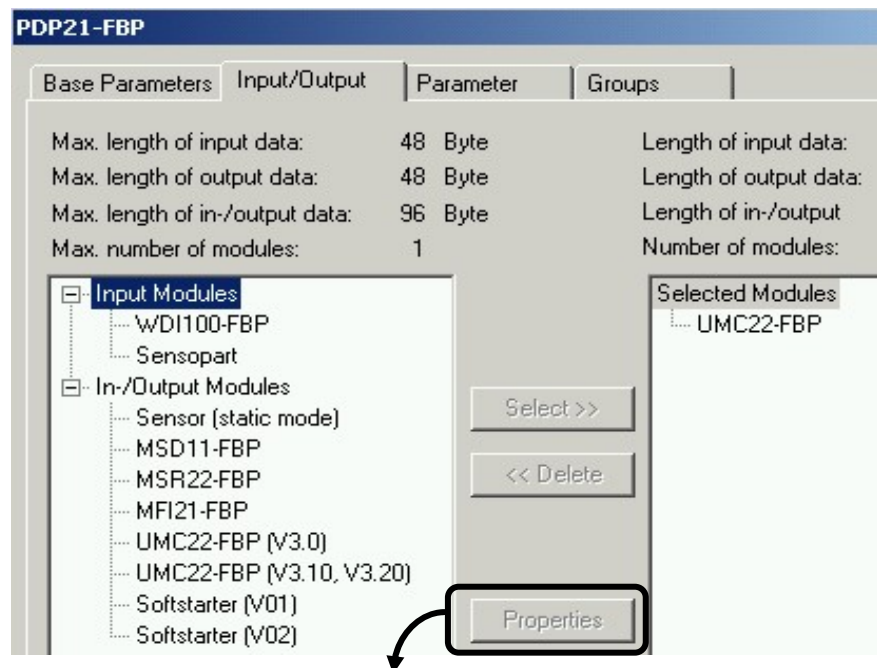 PDP21-FBP
Base Parameters Input/Output Parameter Groups
Max. length of input data: 48 Byte Length of input data:
Max. length of output data: 48 Byte Length of output data:
Max. length of in-/output data: 96 Byte Length of in-/output
Max. number of modules: 1 Number of modules:
Input Modules
WDI100-FBP
Sensopart
In-/Output Modules
Sensor (static mode)
MSD11-FBP
MSR22-FBP
MFI21-FBP
UMC22-FBP (V3.0)
UMC22-FBP (V3.10, V3.20)
Softstarter (V01)
Softstarter (V02)
Select >>
<< Delete
Properties
Selected Modules
UMC22-FBP